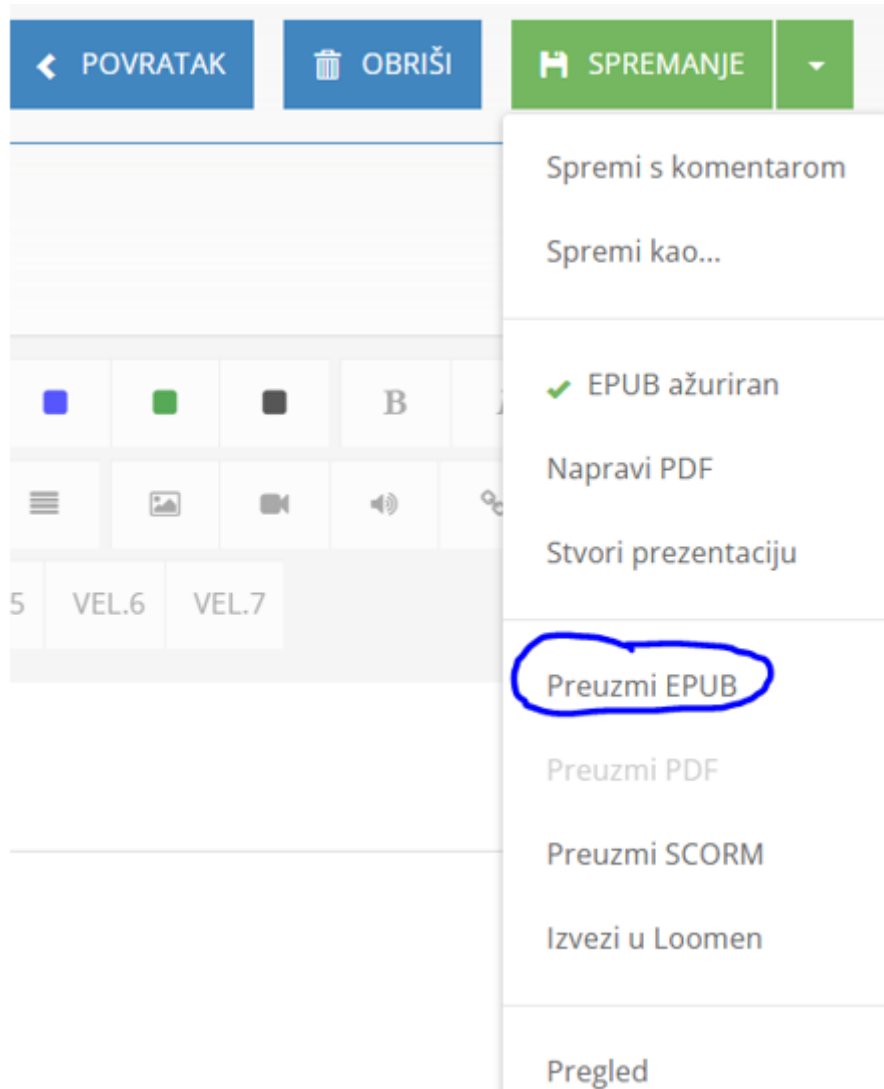 POVRATAK OBRIŠI SPREMANJE
Spremi s komentarom
Spremi kao...
EPUB ažuriran
B
Napravi PDF
Stvori prezentaciju
5 VEL.6 VEL.7
Preuzmi EPUB
Preuzmi PDF
Preuzmi SCORM
Izvezi u Loomen
Pregled